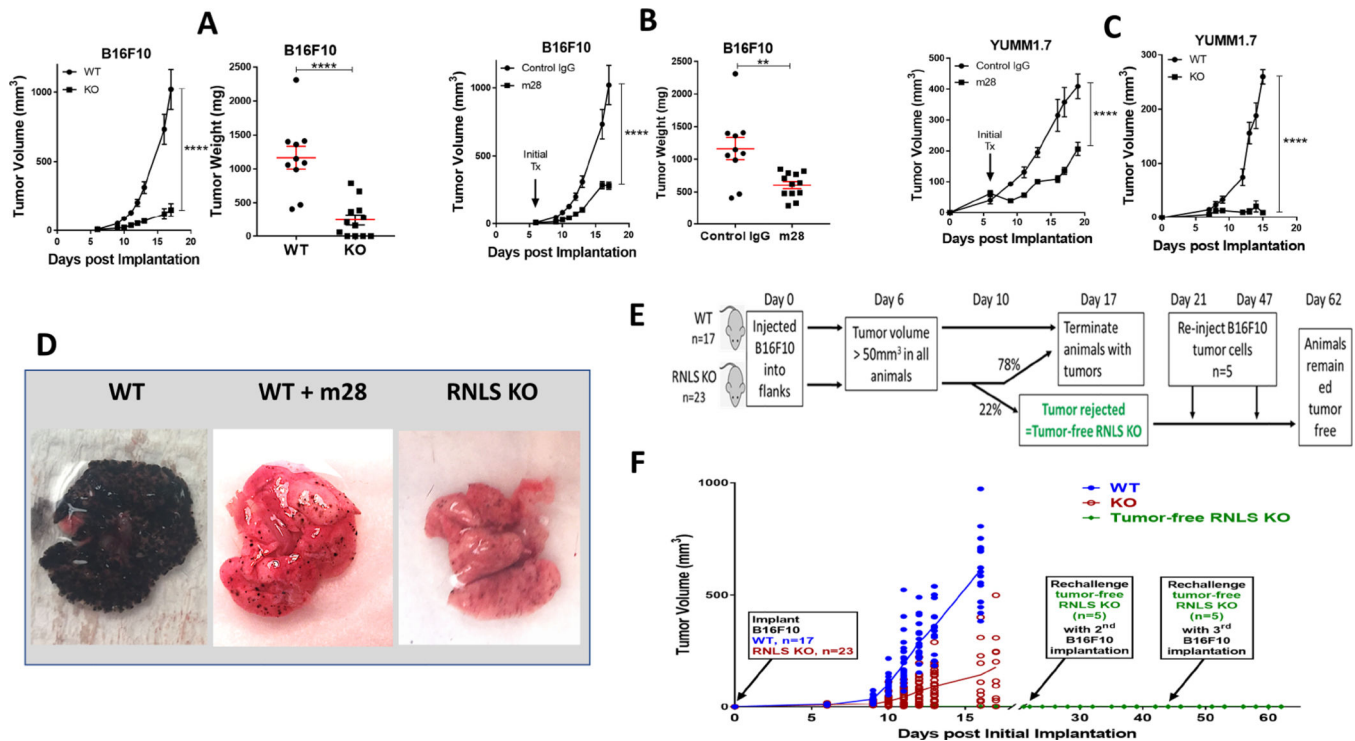 A
B16F10
WT
KO
Tumor Volume (mm³)
1000
500
0
0 5 10 15 20
Days post Implantation
****
B16F10
Tumor Weight (mg)
2500
2000
1500
1000
500
0
WT KO
****
B
B16F10
Control IgG
m28
Tumor Volume (mm³)
1000
500
0
Initial
Tx
0 5 10 15 20
Days post Implantation
****
B16F10
Tumor Weight (mg)
2500
2000
1500
1000
500
0
Control IgG m28
**
YUMM1.7
Control IgG
m28
Tumor Volume (mm³)
500
400
300
200
100
0
Initial
Tx
0 5 10 15 20
Days post Implantation
****
C
YUMM1.7
WT
KO
Tumor Volume (mm³)
300
200
100
0
0 5 10 15 20
Days post Implantation
****
D
WT WT + m28 RNLS KO
E
Day 0 Day 6 Day 10 Day 17 Day 21 Day 47 Day 62
WT
n=17
RNLS KO
n=23
Injected
B16F10
into
flanks
Tumor volume
> 50mm³ in all
animals
78%
22%
Terminate
animals with
tumors
Tumor rejected
=Tumor-free RNLS KO
Re-inject B16F10
tumor cells
n=5
Animals
remain
ed
tumor
free
F
WT
KO
Tumor-free RNLS KO
Tumor Volume (mm³)
1000
500
0
Implant
B16F10
WT, n=17
RNLS KO, n=23
Rechallenge
tumor-free
RNLS KO
(n=5)
with 2nd
B16F10
implantation
Rechallenge
tumor-free
RNLS KO
(n=5)
with 3rd
B16F10
implantation
0 5 10 15 30 40 50 60
Days post Initial Implantation